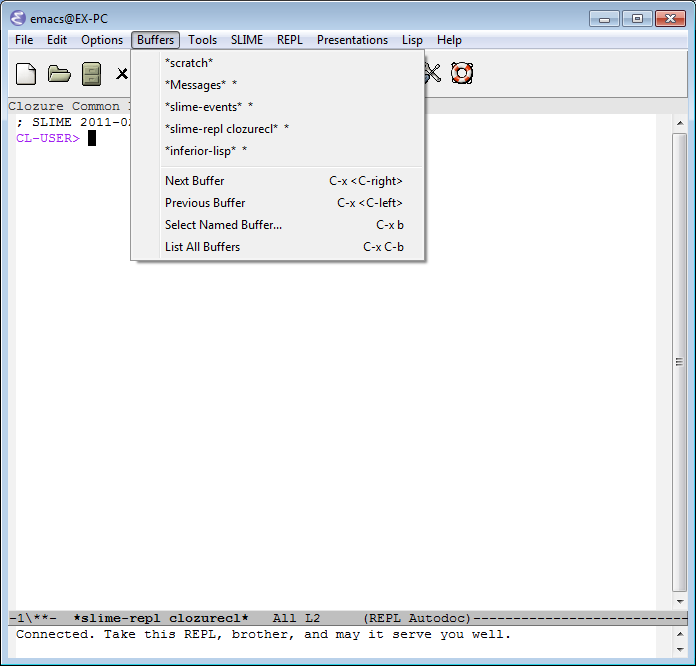 emacs@EX-PC
File Edit Options Buffers Tools SLIME REPL Presentations Lisp Help
*scratch*
*Messages* *
*slime-events* *
*slime-repl clozurecl* *
*inferior-lisp* *
Next Buffer C-x <C-right>
Previous Buffer C-x <C-left>
Select Named Buffer... C-x b
List All Buffers C-x C-b
Clozure Common
; SLIME 2011-02
CL-USER>
-1\**- *slime-repl clozurecl* All L2 (REPL Autodoc)----------------------------
Connected. Take this REPL, brother, and may it serve you well.